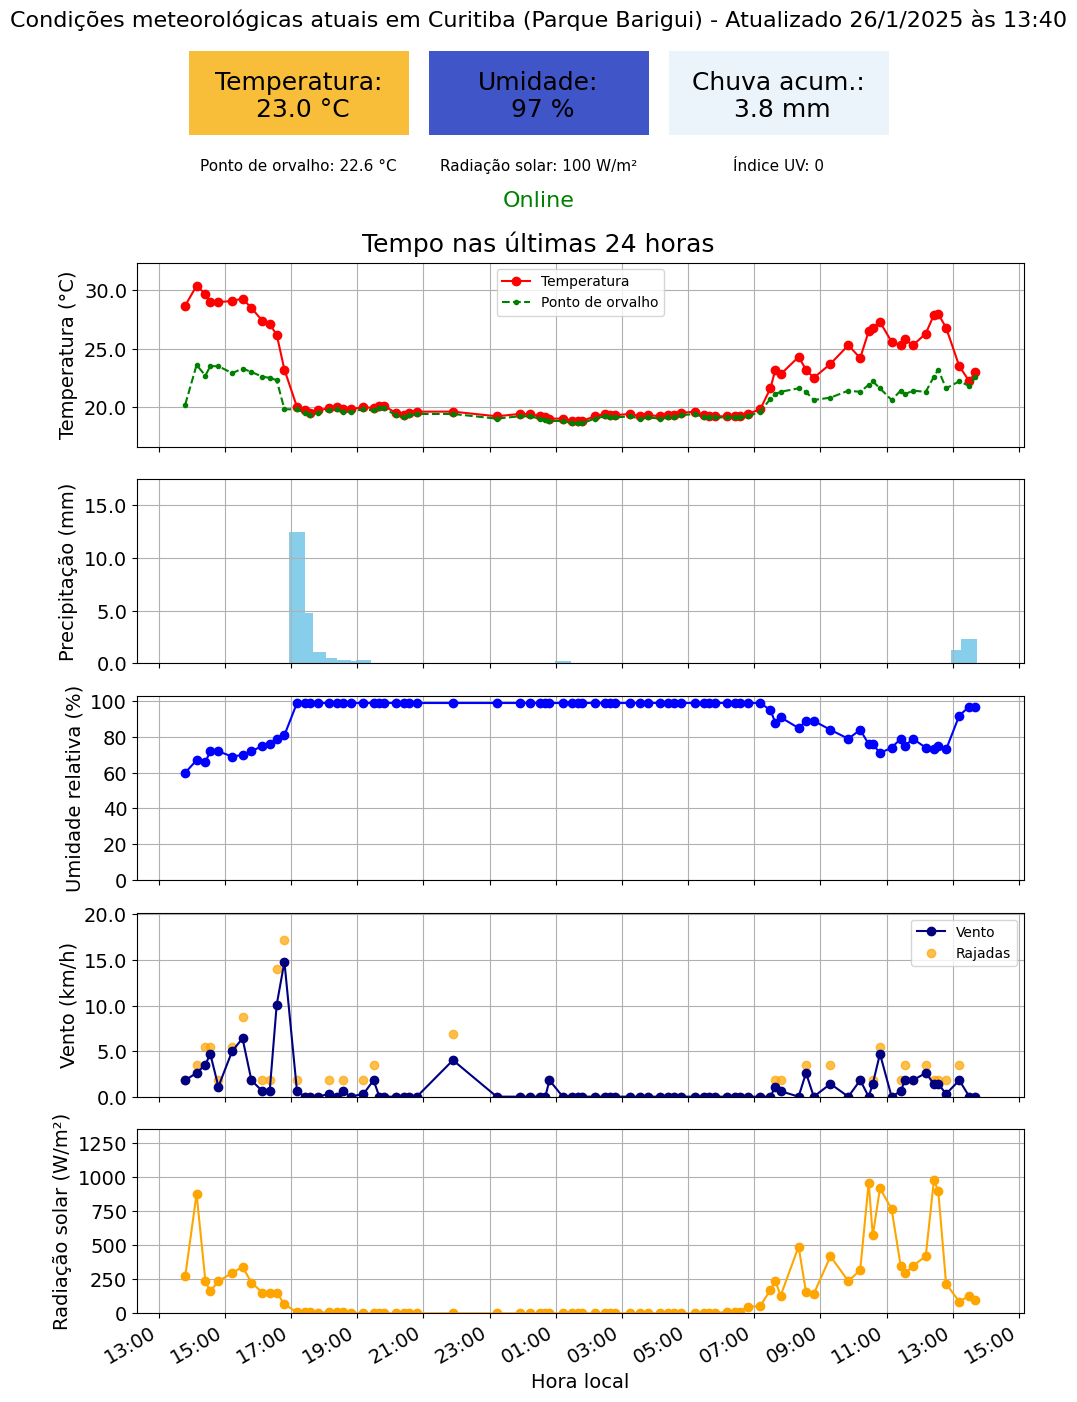 Condições meteorológicas atuais em Curitiba (Parque Barigui) - Atualizado 26/1/2025 às 13:40
Temperatura:
23.0 °C
Umidade:
97 %
Chuva acum.:
3.8 mm
Ponto de orvalho: 22.6 °C
Radiação solar: 100 W/m²
Índice UV: 0
Online
Tempo nas últimas 24 horas
Temperatura (°C)
30.0
25.0
20.0
Temperatura
Ponto de orvalho
Precipitação (mm)
15.0
10.0
5.0
0.0
Umidade relativa (%)
100
80
60
40
20
0
Vento (km/h)
20.0
15.0
10.0
5.0
0.0
Vento
Rajadas
Radiação solar (W/m²)
1250
1000
750
500
250
0
13:00
15:00
17:00
19:00
21:00
23:00
01:00
03:00
05:00
07:00
09:00
11:00
13:00
15:00
Hora local